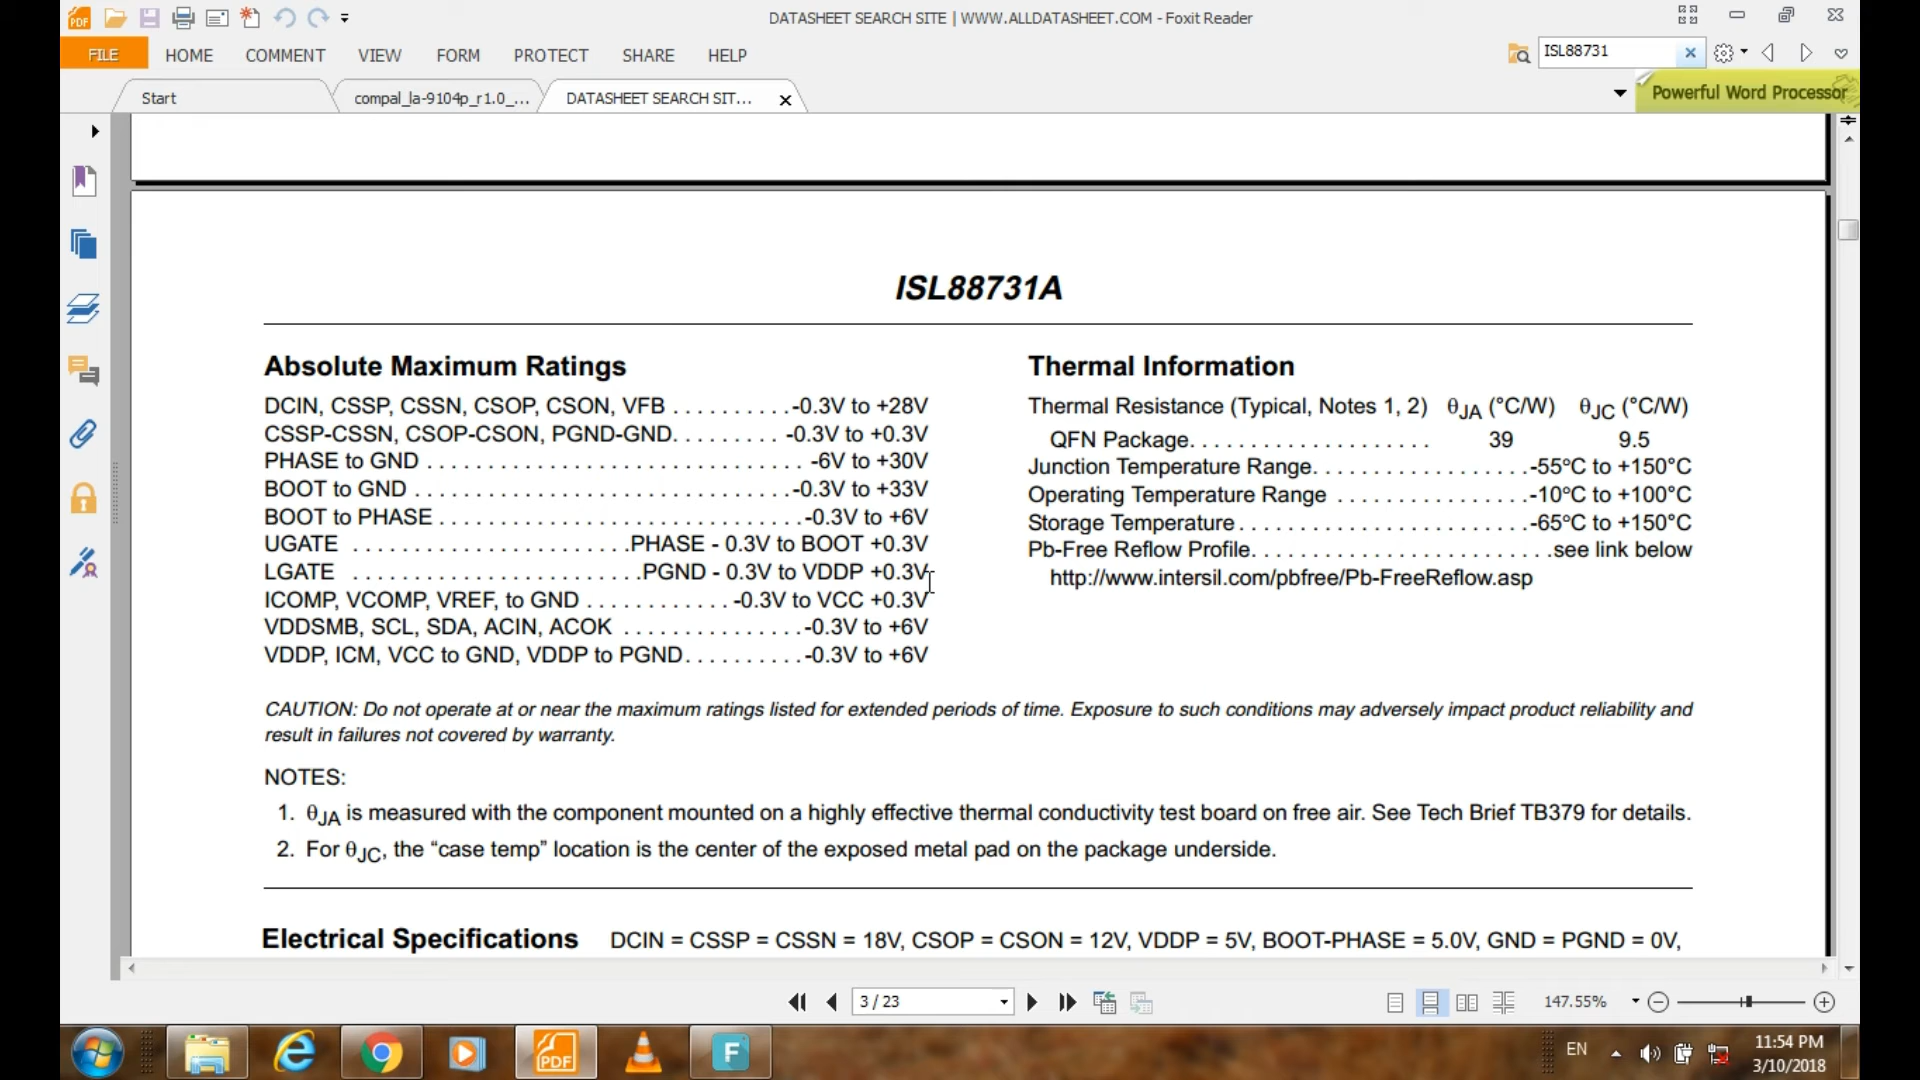 DATASHEET SEARCH SITE | WWW.ALLDATASHEET.COM - Foxit Reader
FILE HOME COMMENT VIEW FORM PROTECT SHARE HELP
ISL88731
Start compal_la-9104p_r1.0_... DATASHEET SEARCH SIT...
Powerful Word Processor
ISL88731A
Absolute Maximum Ratings
DCIN, CSSP, CSSN, CSOP, CSON, VFB . . . . . . . . . .-0.3V to +28V
CSSP-CSSN, CSOP-CSON, PGND-GND. . . . . . . . . -0.3V to +0.3V
PHASE to GND . . . . . . . . . . . . . . . . . . . . . . . . . . . . . . . . -6V to +30V
BOOT to GND . . . . . . . . . . . . . . . . . . . . . . . . . . . . . . . .-0.3V to +33V
BOOT to PHASE . . . . . . . . . . . . . . . . . . . . . . . . . . . . . . .-0.3V to +6V
UGATE . . . . . . . . . . . . . . . . . . . . . . . .PHASE - 0.3V to BOOT +0.3V
LGATE . . . . . . . . . . . . . . . . . . . . . . . . .PGND - 0.3V to VDDP +0.3V
ICOMP, VCOMP, VREF, to GND . . . . . . . . . . . . -0.3V to VCC +0.3V
VDDSMB, SCL, SDA, ACIN, ACOK . . . . . . . . . . . . . . .-0.3V to +6V
VDDP, ICM, VCC to GND, VDDP to PGND. . . . . . . . . .-0.3V to +6V
Thermal Information
Thermal Resistance (Typical, Notes 1, 2) θJA (°C/W) θJC (°C/W)
QFN Package. . . . . . . . . . . . . . . . . . . . 39 9.5
Junction Temperature Range. . . . . . . . . . . . . . . . . .-55°C to +150°C
Operating Temperature Range . . . . . . . . . . . . . . . .-10°C to +100°C
Storage Temperature . . . . . . . . . . . . . . . . . . . . . . . . .-65°C to +150°C
Pb-Free Reflow Profile. . . . . . . . . . . . . . . . . . . . . . . . . .see link below
http://www.intersil.com/pbfree/Pb-FreeReflow.asp
CAUTION: Do not operate at or near the maximum ratings listed for extended periods of time. Exposure to such conditions may adversely impact product reliability and
result in failures not covered by warranty.
NOTES:
1. θJA is measured with the component mounted on a highly effective thermal conductivity test board on free air. See Tech Brief TB379 for details.
2. For θJC, the “case temp” location is the center of the exposed metal pad on the package underside.
Electrical Specifications DCIN = CSSP = CSSN = 18V, CSOP = CSON = 12V, VDDP = 5V, BOOT-PHASE = 5.0V, GND = PGND = 0V,
3 / 23
147.55%
PDF
F
EN
11:54 PM
3/10/2018